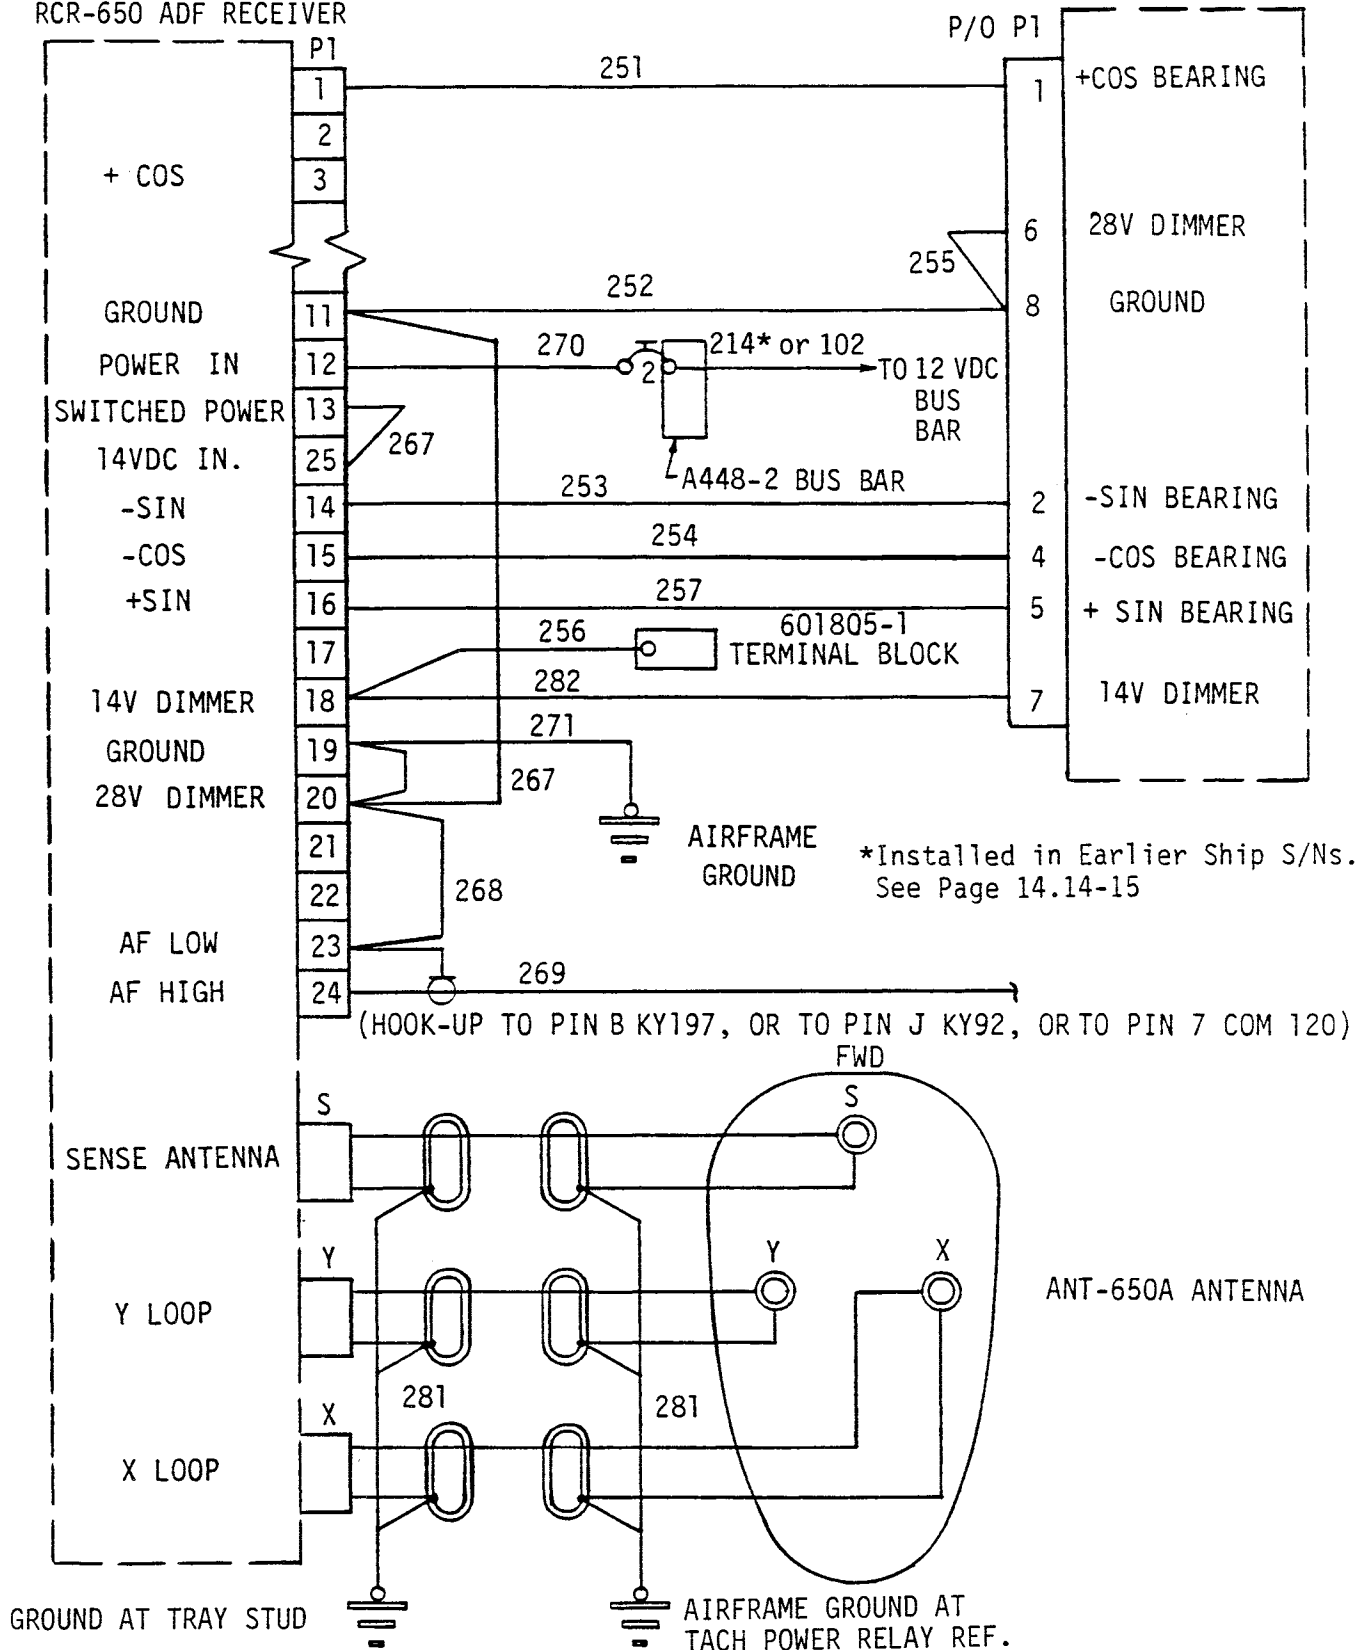 RCR-650 ADF RECEIVER
P1
P/O P1
1
251
1
+COS BEARING
2
+ COS
3
6
28V DIMMER
255
252
GROUND
11
8
GROUND
POWER IN
12
270
2
214* or 102
TO 12 VDC
BUS
BAR
SWITCHED POWER
13
267
14VDC IN.
25
A448-2 BUS BAR
-SIN
14
253
2
-SIN BEARING
-COS
15
254
4
-COS BEARING
+SIN
16
257
5
+ SIN BEARING
17
256
601805-1
TERMINAL BLOCK
14V DIMMER
18
282
7
14V DIMMER
GROUND
19
271
28V DIMMER
20
267
21
AIRFRAME
GROUND
*Installed in Earlier Ship S/Ns.
See Page 14.14-15
22
268
AF LOW
23
AF HIGH
24
269
(HOOK-UP TO PIN B KY197, OR TO PIN J KY92, OR TO PIN 7 COM 120)
FWD
S
S
SENSE ANTENNA
Y
Y
X
Y LOOP
ANT-650A ANTENNA
281
281
X
X LOOP
GROUND AT TRAY STUD
AIRFRAME GROUND AT
TACH POWER RELAY REF.